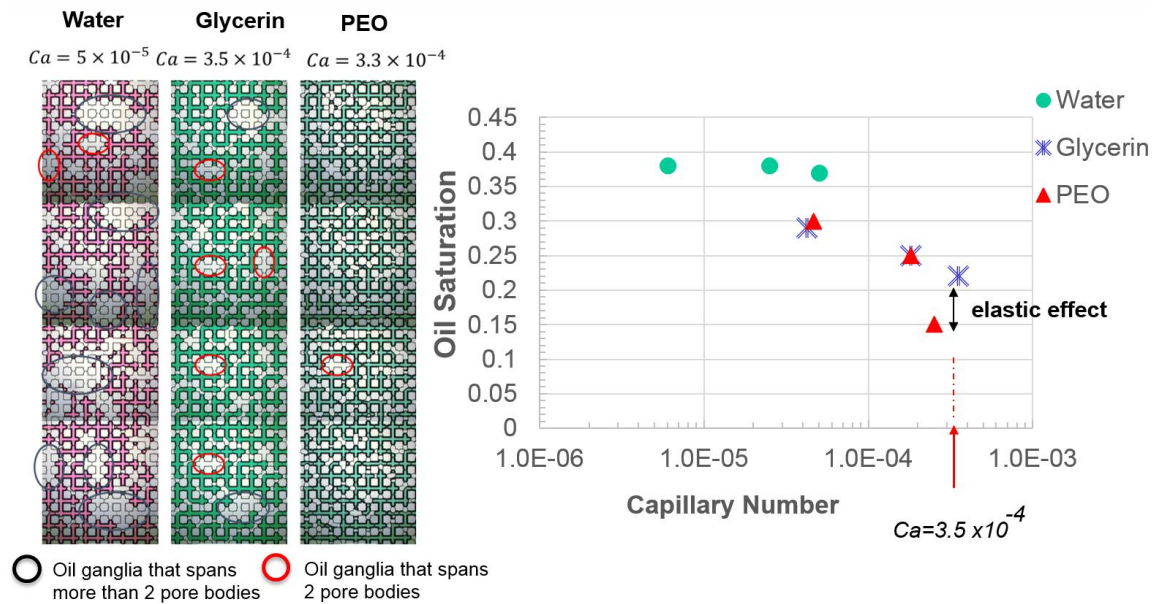 Water
Glycerin
PEO
Ca = 5 × 10⁻⁵
Ca = 3.5 × 10⁻⁴
Ca = 3.3 × 10⁻⁴
Oil ganglia that spans
more than 2 pore bodies
Oil ganglia that spans
2 pore bodies
Water
Glycerin
PEO
Oil Saturation
0.45
0.4
0.35
0.3
0.25
0.2
0.15
0.1
0.05
0
elastic effect
1.0E-06
1.0E-05
1.0E-04
1.0E-03
Capillary Number
Ca=3.5 x10⁻⁴